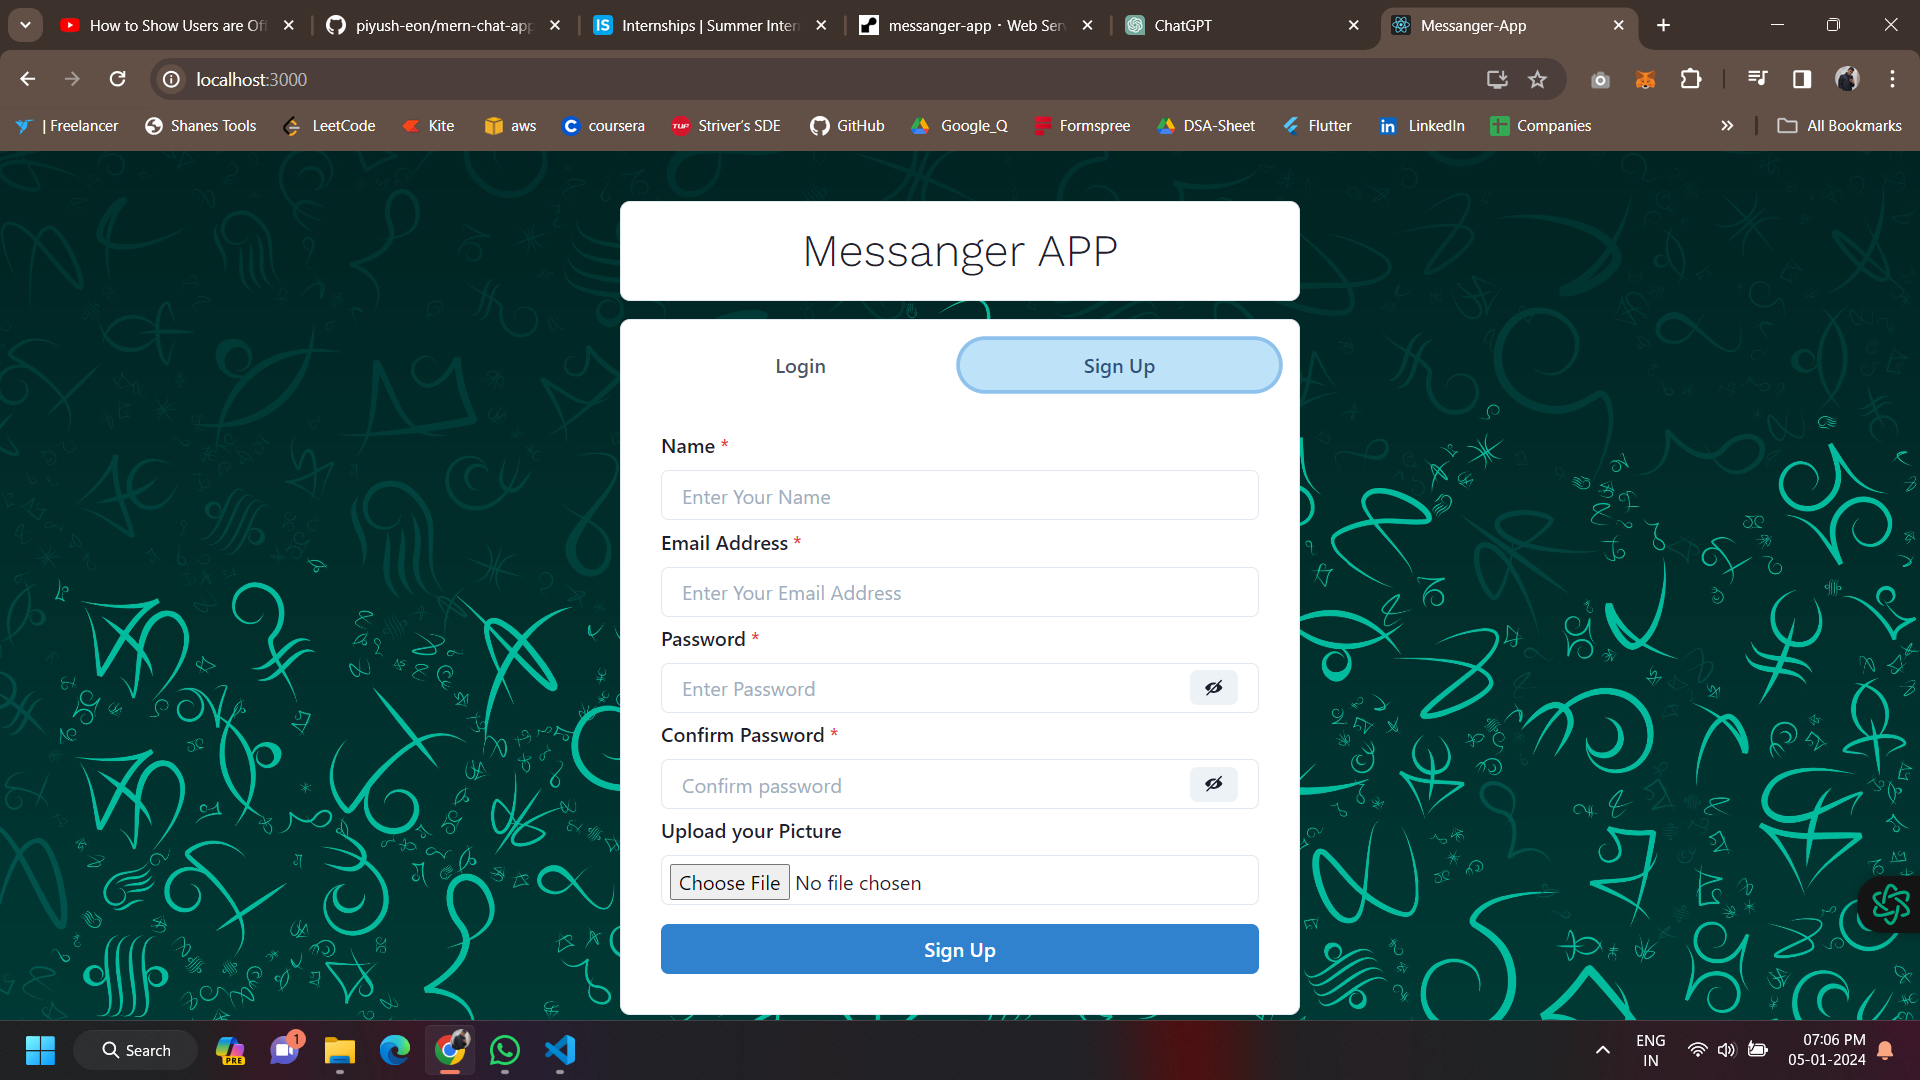 How to Show Users are Of
piyush-eon/mern-chat-app
Internships | Summer Inter
messanger-app · Web Ser
ChatGPT
Messanger-App
localhost:3000
| Freelancer
Shanes Tools
LeetCode
Kite
aws
coursera
Striver's SDE
GitHub
Google_Q
Formspree
DSA-Sheet
Flutter
LinkedIn
Companies
All Bookmarks
Messanger APP
Login
Sign Up
Name *
Enter Your Name
Email Address *
Enter Your Email Address
Password *
Enter Password
Confirm Password *
Confirm password
Upload your Picture
Choose File No file chosen
Sign Up
Search
PRE
1
ENG
IN
07:06 PM
05-01-2024